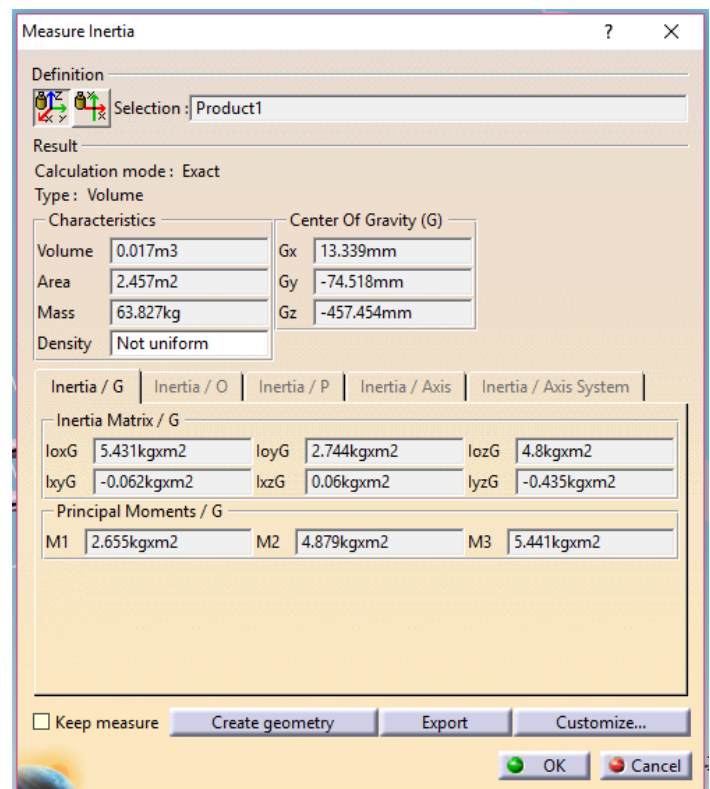 Measure Inertia ? ×
Definition
Selection : Product1
Result
Calculation mode : Exact
Type : Volume
Characteristics
Volume 0.017m3
Area 2.457m2
Mass 63.827kg
Density Not uniform
Center Of Gravity (G)
Gx 13.339mm
Gy -74.518mm
Gz -457.454mm
Inertia / G Inertia / O Inertia / P Inertia / Axis Inertia / Axis System
Inertia Matrix / G
IoxG 5.431kgxm2 IoyG 2.744kgxm2 IozG 4.8kgxm2
IxyG -0.062kgxm2 IxzG 0.06kgxm2 IyzG -0.435kgxm2
Principal Moments / G
M1 2.655kgxm2 M2 4.879kgxm2 M3 5.441kgxm2
Keep measure Create geometry Export Customize...
OK Cancel